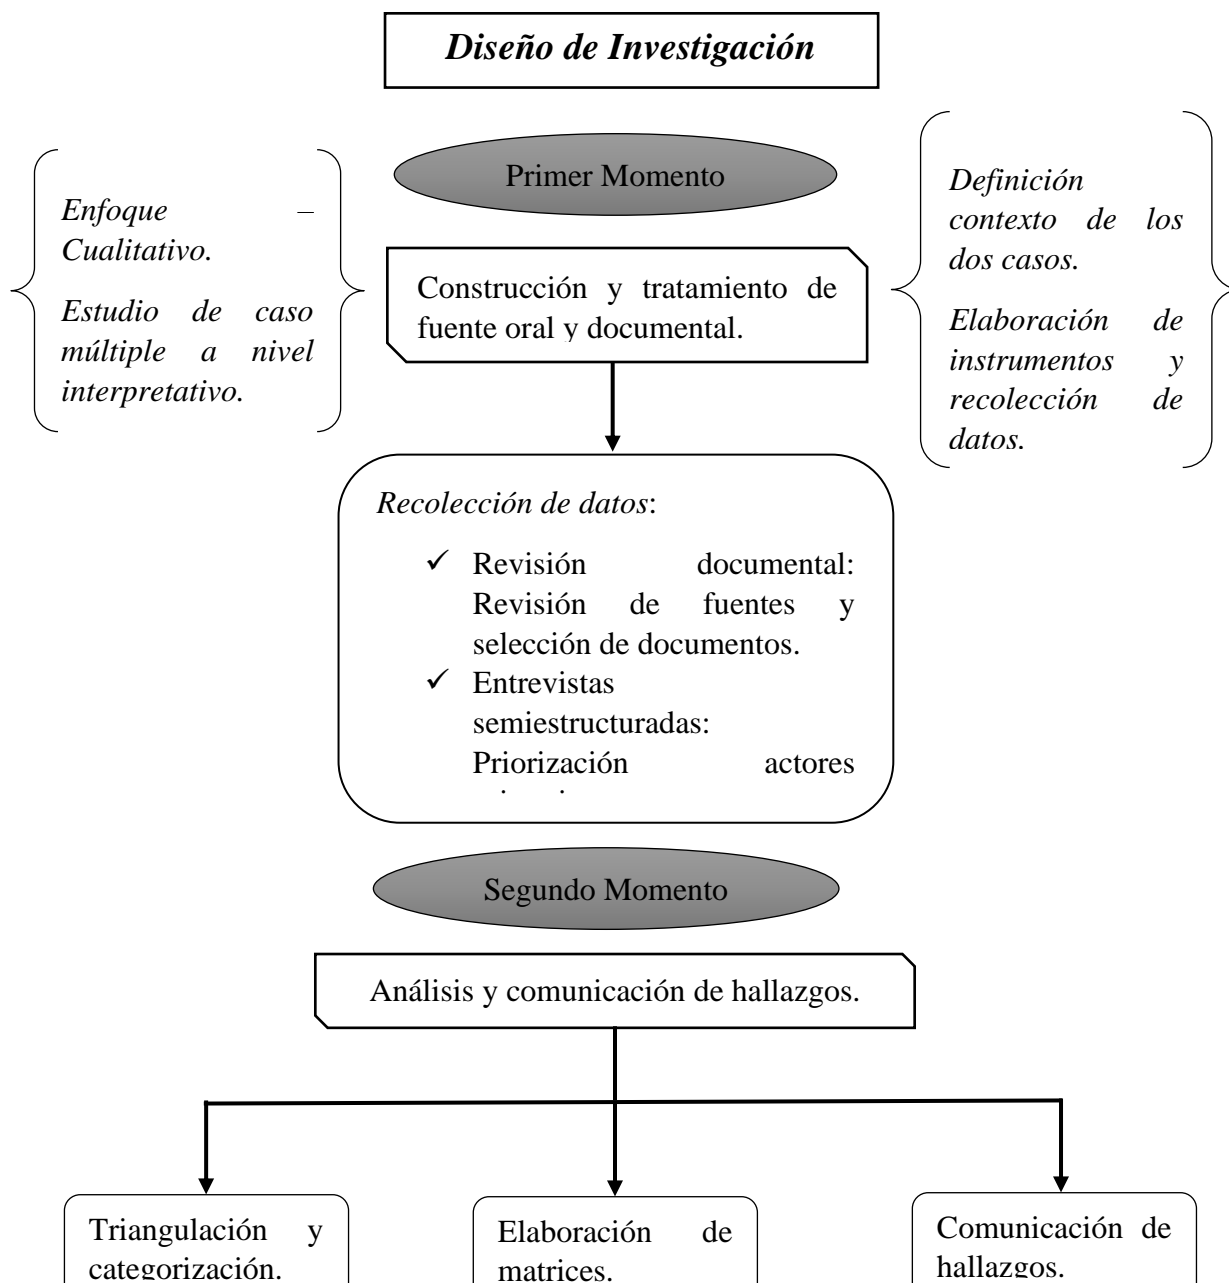 Diseño de Investigación
Primer Momento
Enfoque –
Cualitativo.
Estudio de caso
múltiple a nivel
interpretativo.
Construcción y tratamiento de
fuente oral y documental.
Definición
contexto de los
dos casos.
Elaboración de
instrumentos y
recolección de
datos.
Recolección de datos:
✓ Revisión documental:
Revisión de fuentes y
selección de documentos.
✓ Entrevistas
semiestructuradas:
Priorización actores
Segundo Momento
Análisis y comunicación de hallazgos.
Triangulación y
categorización.
Elaboración de
matrices.
Comunicación de
hallazgos.